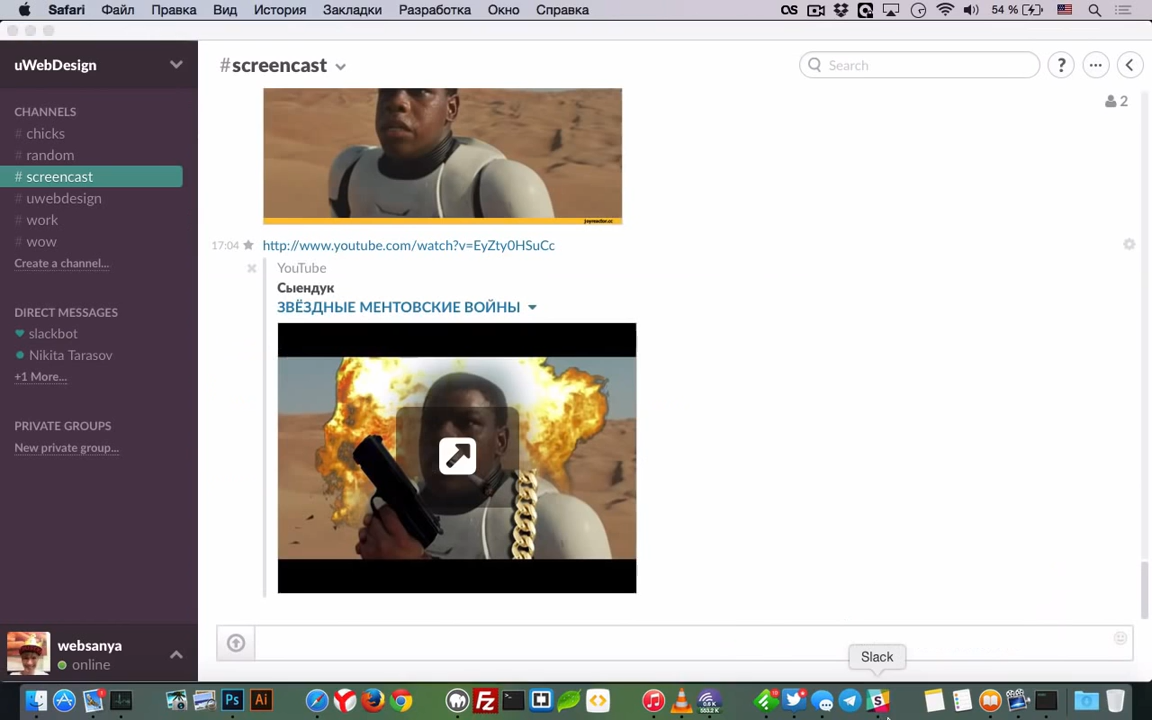 Safari Файл Правка Вид История Закладки Разработка Окно Справка 54 %
uWebDesign
#screencast
Search
?
2
CHANNELS
# chicks
# random
# screencast
# uwebdesign
# work
# wow
Create a channel...
DIRECT MESSAGES
slackbot
Nikita Tarasov
+1 More...
PRIVATE GROUPS
New private group...
websanya
online
17:04 http://www.youtube.com/watch?v=EyZty0HSuCc
YouTube
Сыендук
ЗВЁЗДНЫЕ МЕНТОВСКИЕ ВОЙНЫ
Slack
Ps Ai